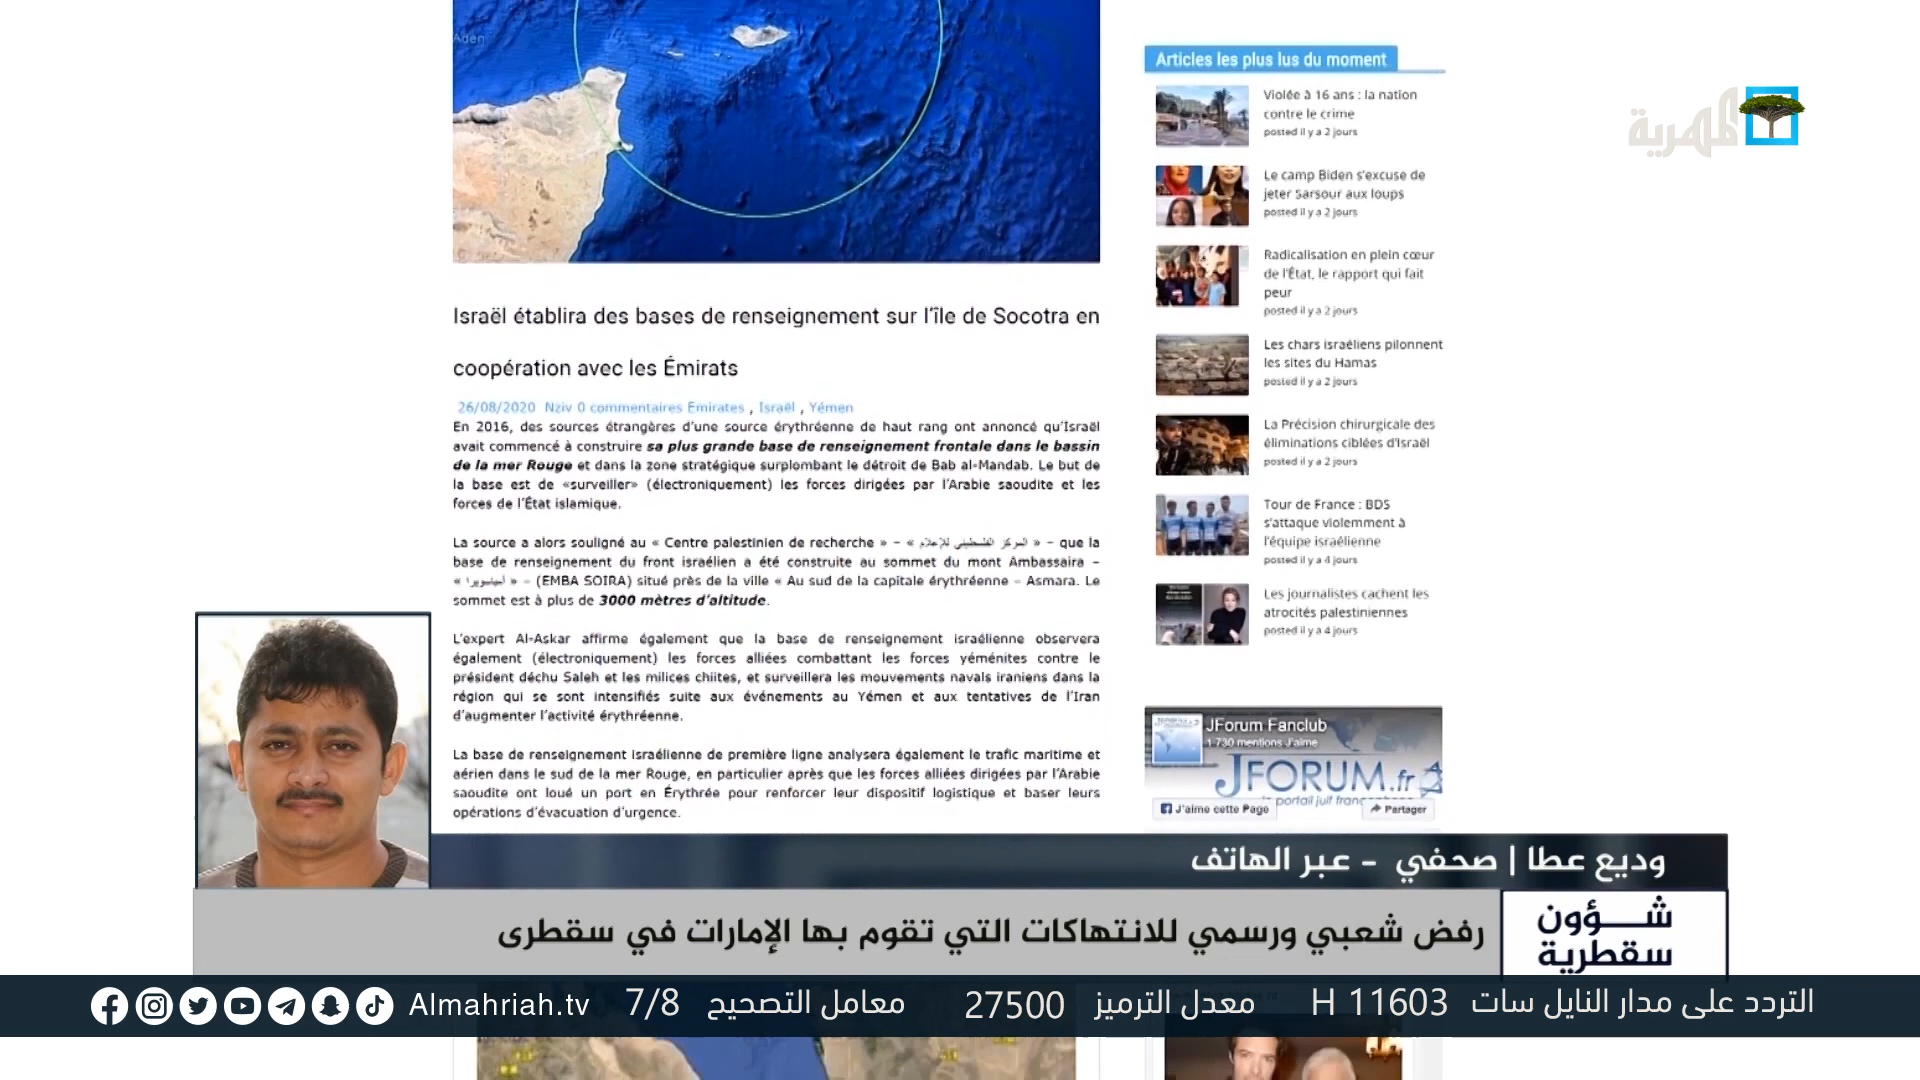 Aden
Articles les plus lus du moment
Violée à 16 ans : la nation
contre le crime
posted il y a 2 jours
المهرية
Le camp Biden s'excuse de
jeter Sarsour aux loups
posted il y a 2 jours
Radicalisation en plein cœur
de l'État, le rapport qui fait
peur
posted il y a 2 jours
Les chars israéliens pilonnent
les sites du Hamas
posted il y a 2 jours
La Précision chirurgicale des
éliminations ciblées d'Israël
posted il y a 2 jours
Tour de France : BDS
s'attaque violemment à
l'équipe israélienne
posted il y a 4 jours
Les journalistes cachent les
atrocités palestiniennes
posted il y a 4 jours
JForum Fanclub
1 730 mentions J'aime
JFORUM.fr
le portail juif franc
J'aime cette Page
Partager
Israël établira des bases de renseignement sur l'île de Socotra en
coopération avec les Émirats
26/08/2020 Nziv 0 commentaires Emirates , Israël , Yémen
En 2016, des sources étrangères d'une source érythréenne de haut rang ont annoncé qu'Israël
avait commencé à construire sa plus grande base de renseignement frontale dans le bassin
de la mer Rouge et dans la zone stratégique surplombant le détroit de Bab al-Mandab. Le but de
la base est de «surveiller» (électroniquement) les forces dirigées par l'Arabie saoudite et les
forces de l'État islamique.
La source a alors souligné au « Centre palestinien de recherche » – « المركز الفلسطيني للإعلام » – que la
base de renseignement du front israélien a été construite au sommet du mont Ambassaira –
« أمباسويرا » – (EMBA SOIRA) situé près de la ville « Au sud de la capitale érythréenne – Asmara. Le
sommet est à plus de 3000 mètres d'altitude.
L'expert Al-Askar affirme également que la base de renseignement israélienne observera
également (électroniquement) les forces alliées combattant les forces yéménites contre le
président déchu Saleh et les milices chiites, et surveillera les mouvements navals iraniens dans la
région qui se sont intensifiés suite aux événements au Yémen et aux tentatives de l'Iran
d'augmenter l'activité érythréenne.
La base de renseignement israélienne de première ligne analysera également le trafic maritime et
aérien dans le sud de la mer Rouge, en particulier après que les forces alliées dirigées par l'Arabie
saoudite ont loué un port en Érythrée pour renforcer leur dispositif logistique et baser leurs
opérations d'évacuation d'urgence.
وديع عطا | صحفي - عبر الهاتف
شـــؤون
سقطرية
رفض شعبي ورسمي للانتهاكات التي تقوم بها الإمارات في سقطرى
التردد على مدار النايل سات H 11603 معدل الترميز 27500 معامل التصحيح 7/8 Almahriah.tv